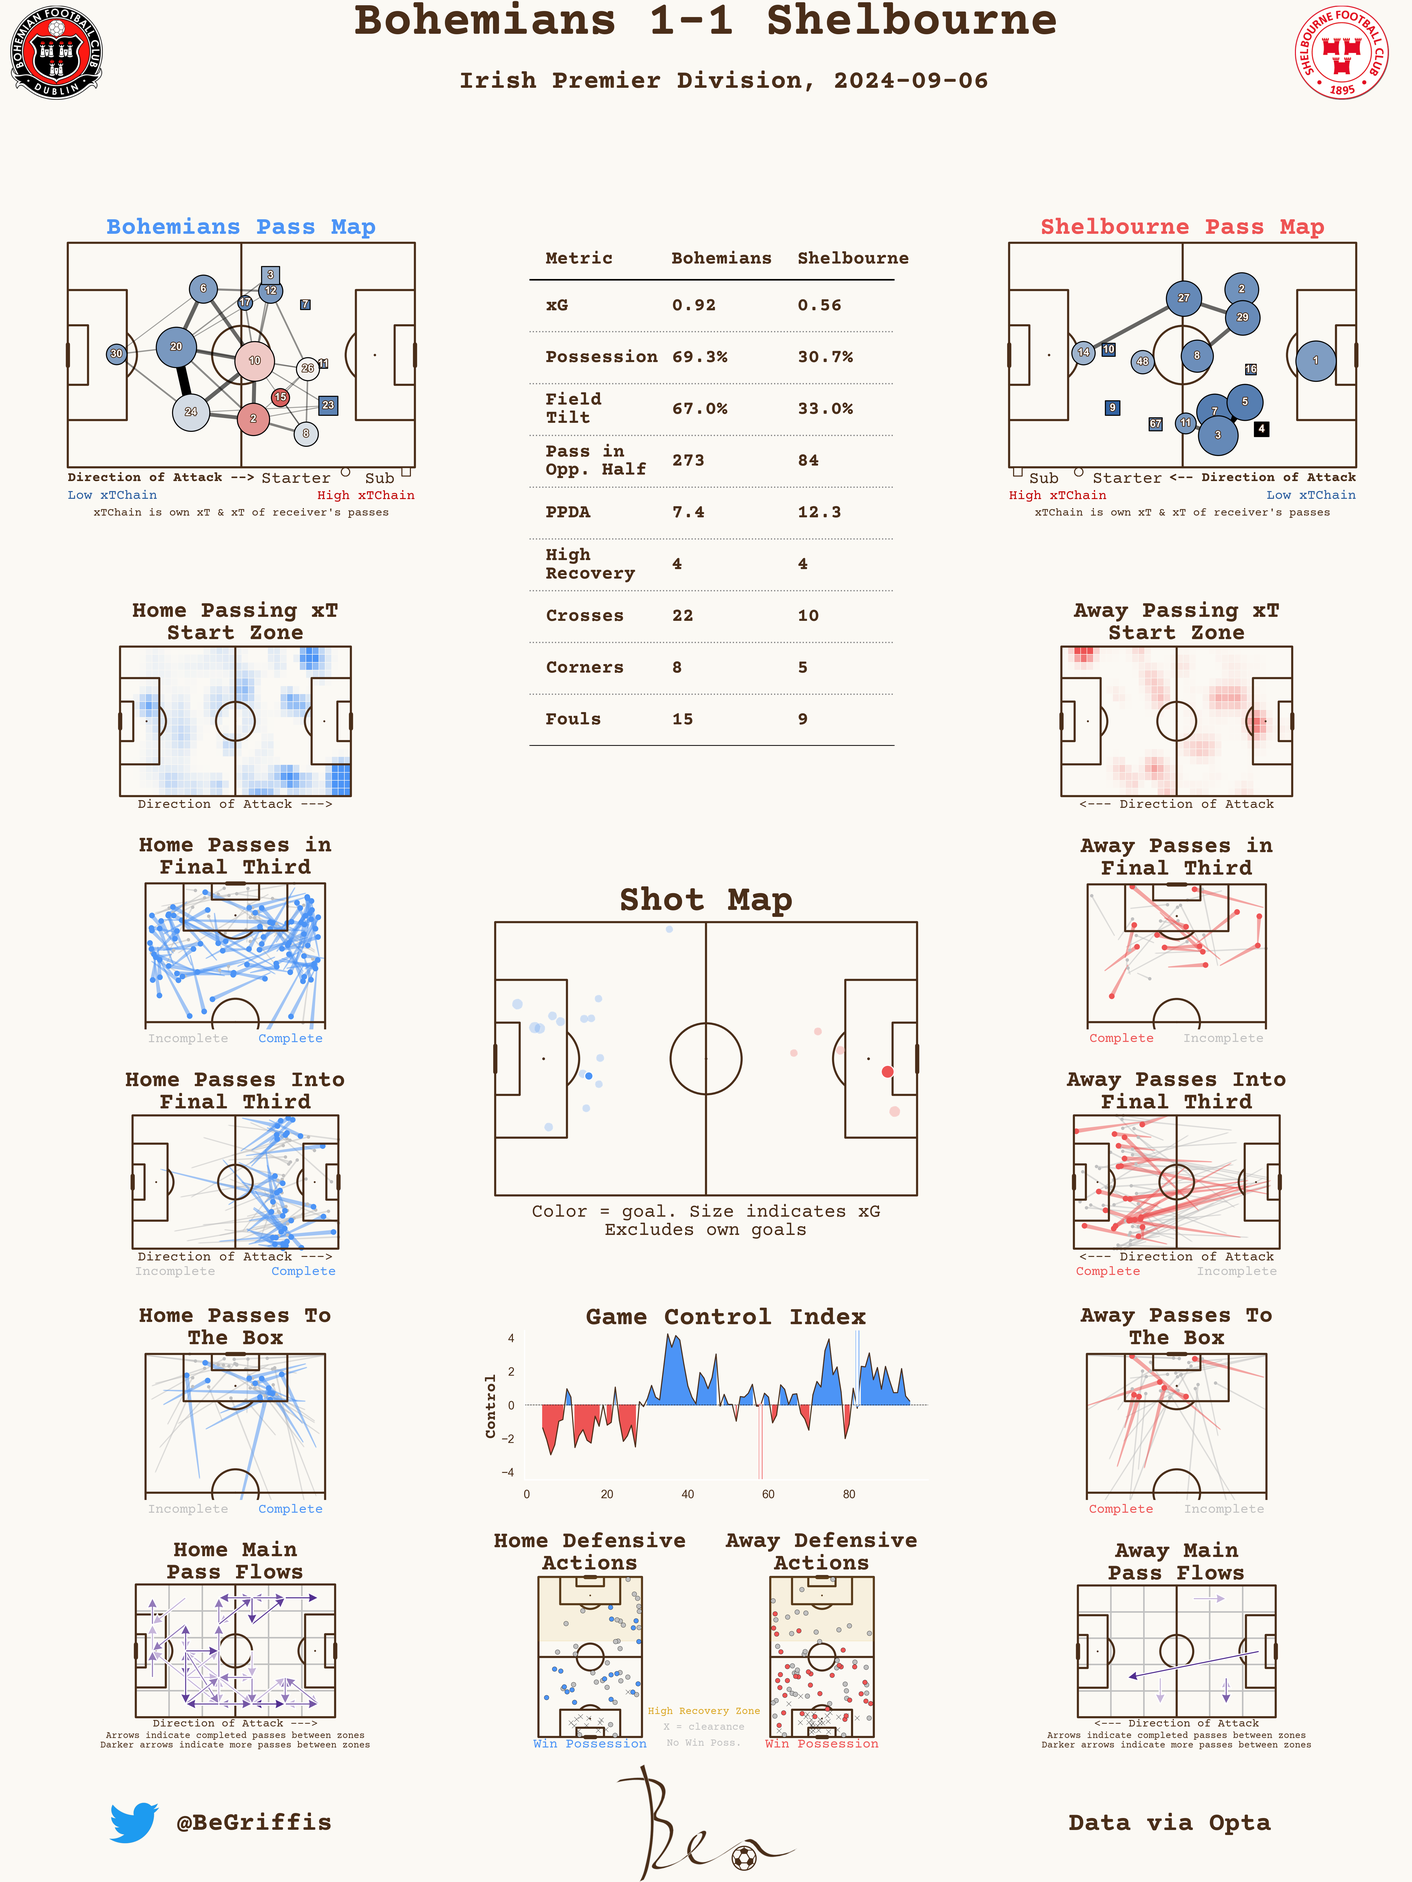 Bohemians 1-1 Shelbourne
Irish Premier Division, 2024-09-06
BOHEMIAN FOOTBALL CLUB
DUBLIN
SHELBOURNE FOOTBALL CLUB
1895
Bohemians Pass Map
3
6
12
17
7
20
30
10
26
11
15
23
24
2
8
Direction of Attack --> Starter Sub
Low xTChain High xTChain
xTChain is own xT & xT of receiver's passes
Metric Bohemians Shelbourne
xG 0.92 0.56
Possession 69.3% 30.7%
Field
Tilt 67.0% 33.0%
Pass in
Opp. Half 273 84
PPDA 7.4 12.3
High
Recovery 4 4
Crosses 22 10
Corners 8 5
Fouls 15 9
Shelbourne Pass Map
27
2
29
14
10
48
8
16
1
9
67
11
7
5
3
4
Sub Starter <-- Direction of Attack
High xTChain Low xTChain
xTChain is own xT & xT of receiver's passes
Home Passing xT
Start Zone
Direction of Attack --->
Away Passing xT
Start Zone
<--- Direction of Attack
Home Passes in
Final Third
Incomplete Complete
Away Passes in
Final Third
Complete Incomplete
Shot Map
Color = goal. Size indicates xG
Excludes own goals
Home Passes Into
Final Third
Direction of Attack --->
Incomplete Complete
Away Passes Into
Final Third
<--- Direction of Attack
Complete Incomplete
Home Passes To
The Box
Incomplete Complete
Game Control Index
Control
4
2
0
−2
−4
0 20 40 60 80
Away Passes To
The Box
Complete Incomplete
Home Main
Pass Flows
Direction of Attack --->
Arrows indicate completed passes between zones
Darker arrows indicate more passes between zones
Home Defensive
Actions
Win Possession
High Recovery Zone
X = clearance
No Win Poss.
Away Defensive
Actions
Win Possession
Away Main
Pass Flows
<--- Direction of Attack
Arrows indicate completed passes between zones
Darker arrows indicate more passes between zones
@BeGriffis
Ben
Data via Opta